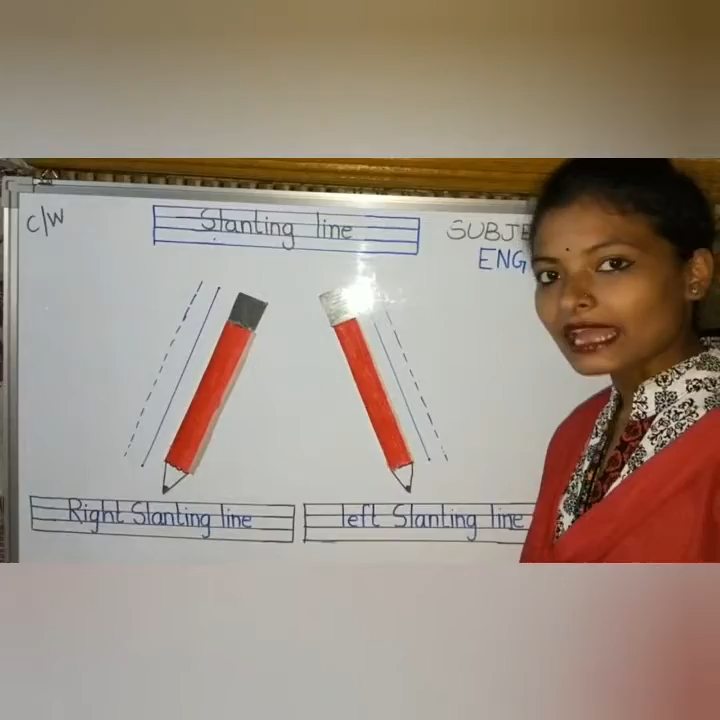 C/W
Slanting line
SUBJE
ENG
Right Slanting line
left Slanting line